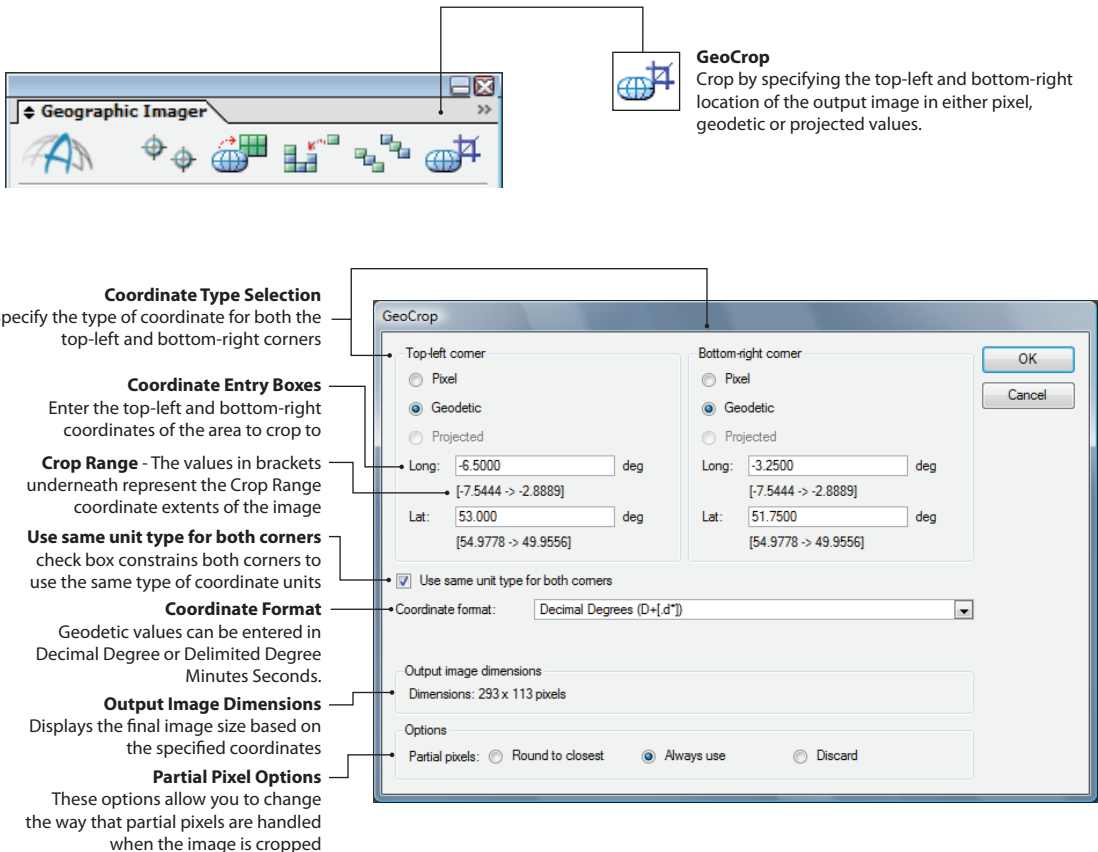 GeoCrop
Crop by specifying the top-left and bottom-right
location of the output image in either pixel,
geodetic or projected values.
Geographic Imager
Coordinate Type Selection
pecify the type of coordinate for both the
top-left and bottom-right corners
Coordinate Entry Boxes
Enter the top-left and bottom-right
coordinates of the area to crop to
Crop Range - The values in brackets
underneath represent the Crop Range
coordinate extents of the image
Use same unit type for both corners
check box constrains both corners to
use the same type of coordinate units
Coordinate Format
Geodetic values can be entered in
Decimal Degree or Delimited Degree
Minutes Seconds.
Output Image Dimensions
Displays the final image size based on
the specified coordinates
Partial Pixel Options
These options allow you to change
the way that partial pixels are handled
when the image is cropped
GeoCrop
Top-left corner
Pixel
Geodetic
Projected
Long: -6.5000 deg
[-7.5444 -> -2.8889]
Lat: 53.000 deg
[54.9778 -> 49.9556]
Bottom-right corner
Pixel
Geodetic
Projected
Long: -3.2500 deg
[-7.5444 -> -2.8889]
Lat: 51.7500 deg
[54.9778 -> 49.9556]
OK
Cancel
Use same unit type for both corners
Coordinate format: Decimal Degrees (D+[.d*])
Output image dimensions
Dimensions: 293 x 113 pixels
Options
Partial pixels: Round to closest Always use Discard